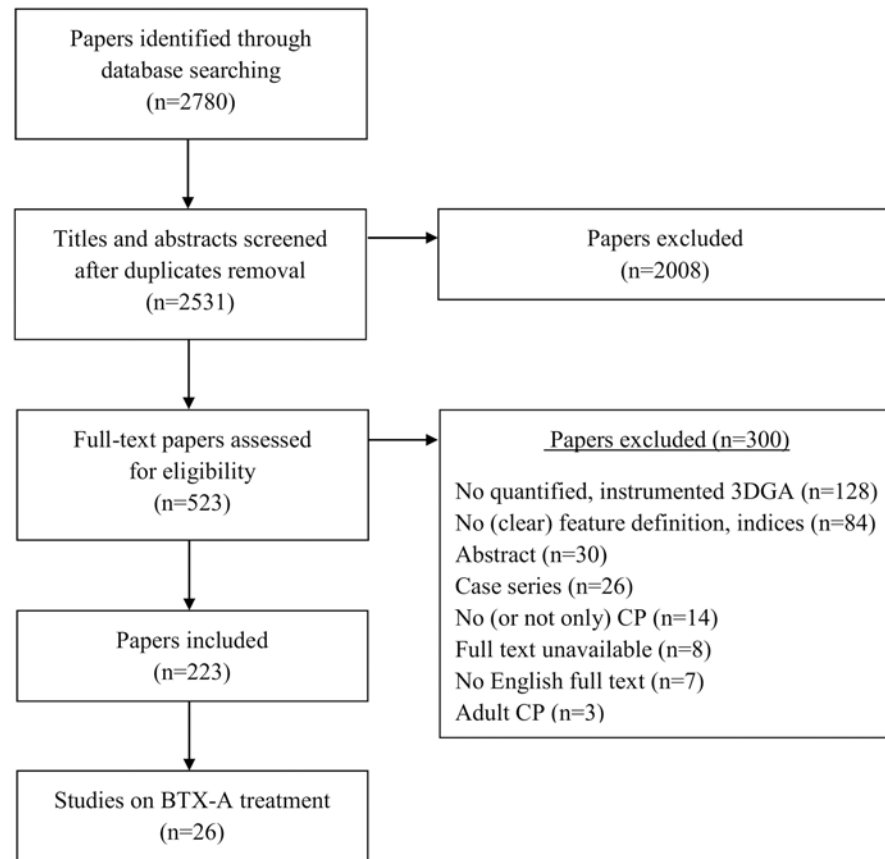 Papers identified through
database searching
(n=2780)
Titles and abstracts screened
after duplicates removal
(n=2531)
Papers excluded
(n=2008)
Full-text papers assessed
for eligibility
(n=523)
Papers excluded (n=300)
No quantified, instrumented 3DGA (n=128)
No (clear) feature definition, indices (n=84)
Abstract (n=30)
Case series (n=26)
No (or not only) CP (n=14)
Full text unavailable (n=8)
No English full text (n=7)
Adult CP (n=3)
Papers included
(n=223)
Studies on BTX-A treatment
(n=26)